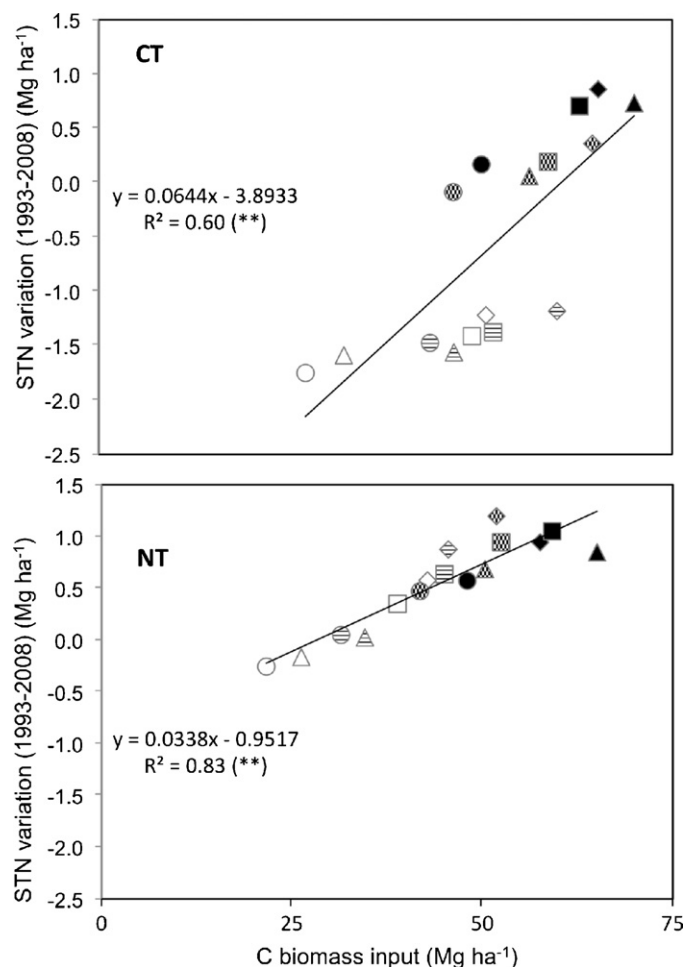 CT
STN variation (1993-2008) (Mg ha⁻¹)
1.5
1.0
0.5
0.0
-0.5
-1.0
-1.5
-2.0
-2.5
y = 0.0644x - 3.8933
R² = 0.60 (**)
NT
STN variation (1993-2008) (Mg ha⁻¹)
1.5
1.0
0.5
0.0
-0.5
-1.0
-1.5
-2.0
-2.5
y = 0.0338x - 0.9517
R² = 0.83 (**)
0 25 50 75
C biomass input (Mg ha⁻¹)